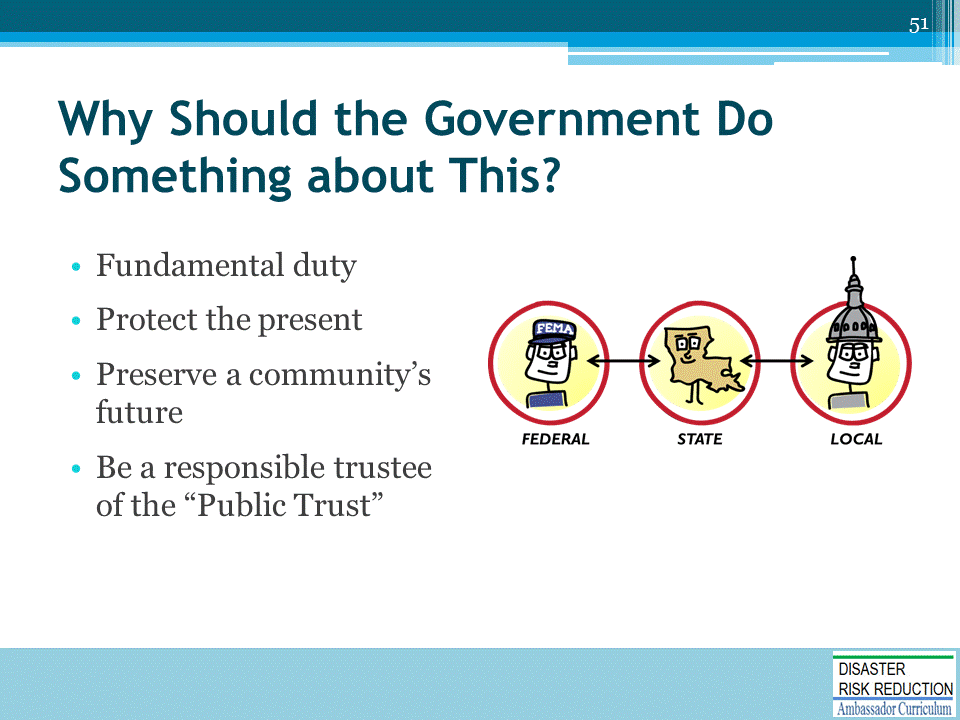 51
Why Should the Government Do
Something about This?
• Fundamental duty
• Protect the present
• Preserve a community’s
future
• Be a responsible trustee
of the “Public Trust”
FEMA
FEDERAL
STATE
LOCAL
DISASTER
RISK REDUCTION
Ambassador Curriculum